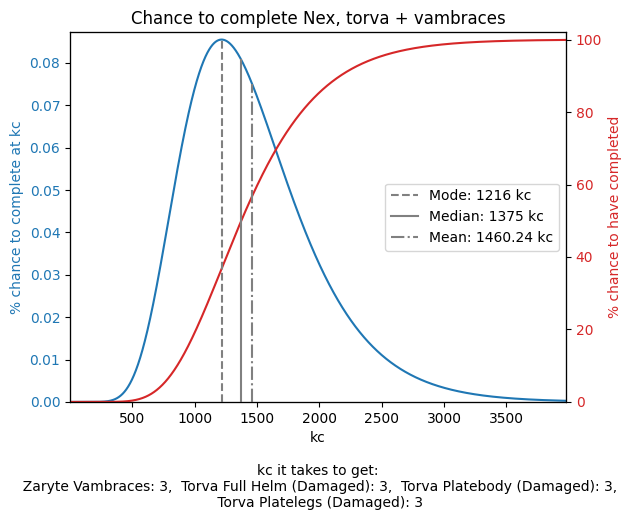 Chance to complete Nex, torva + vambraces
% chance to complete at kc
0.08
0.07
0.06
0.05
0.04
0.03
0.02
0.01
0.00
Mode: 1216 kc
Median: 1375 kc
Mean: 1460.24 kc
100
80
60
40
20
0
% chance to have completed
500 1000 1500 2000 2500 3000 3500
kc
kc it takes to get:
Zaryte Vambraces: 3, Torva Full Helm (Damaged): 3, Torva Platebody (Damaged): 3,
Torva Platelegs (Damaged): 3